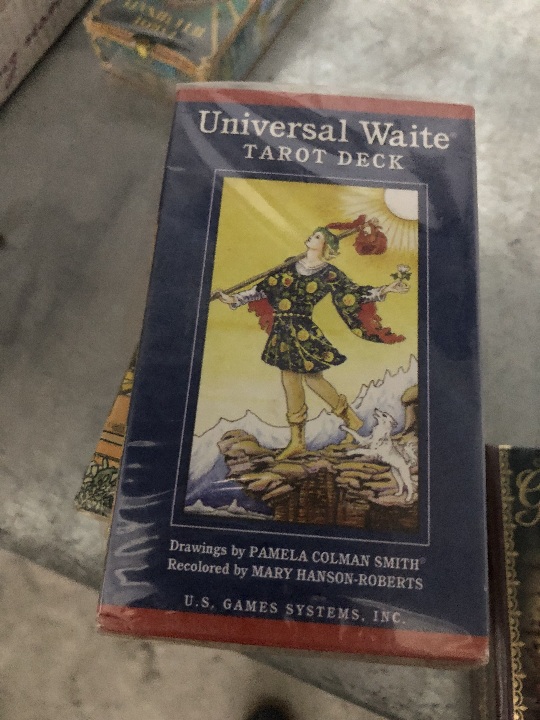 Universal Waite
TAROT DECK
Drawings by PAMELA COLMAN SMITH®
Recolored by MARY HANSON-ROBERTS
U.S. GAMES SYSTEMS, INC.
G